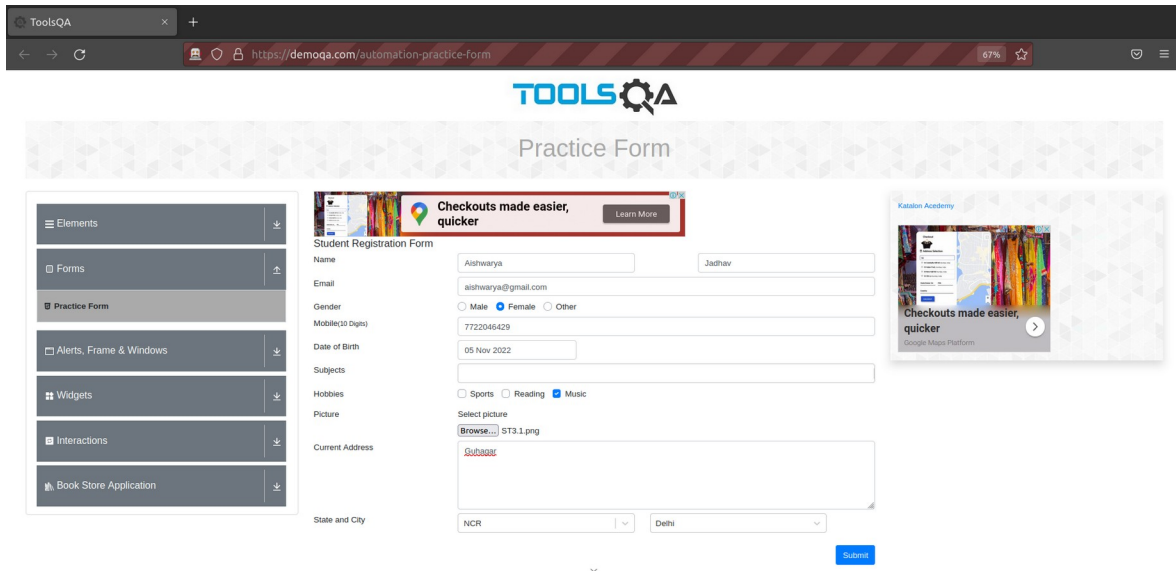 ToolsQA
https://demoqa.com/automation-practice-form
67%
TOOLSQA
Practice Form
Elements
Forms
Practice Form
Alerts, Frame & Windows
Widgets
Interactions
Book Store Application
Checkouts made easier,
quicker
Learn More
Student Registration Form
Name Aishwarya Jadhav
Email aishwarya@gmail.com
Gender Male Female Other
Mobile(10 Digits) 7722046429
Date of Birth 05 Nov 2022
Subjects
Hobbies Sports Reading Music
Picture Select picture
Browse... ST3.1.png
Current Address Guhagar
State and City NCR Delhi
Submit
Katalon Acedemy
Checkouts made easier,
quicker
Google Maps Platform